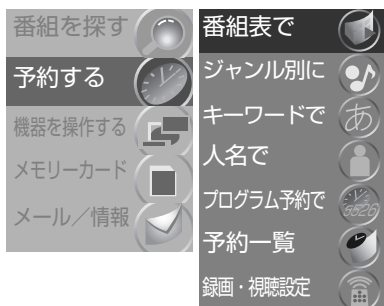 番組を探す
予約する
機器を操作する
メモリーカード
メール／情報
番組表で
ジャンル別に
キーワードで
あ
人名で
プログラム予約で
予約一覧
録画・視聴設定